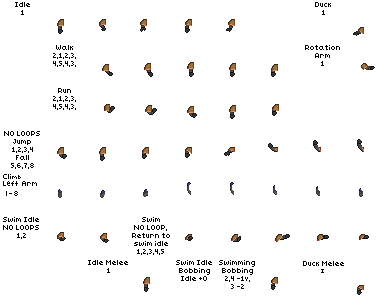 Idle
1
Duck
1
Walk
2,1,2,3,
4,5,4,3,
Rotation
Arm
1
Run
2,1,2,3,
4,5,4,3,
NO LOOPS
Jump
1,2,3,4
Fall
5,6,7,8
Climb
Left Arm
1-8
Swim Idle
NO LOOPS
1,2
Swim
NO LOOP,
Return to
swim idle
1,2,3,4,5
Idle Melee
1
Swim Idle
Bobbing
Idle +0
Swimming
Bobbing
2,4 -1v,
3 -2
Duck Melee
1